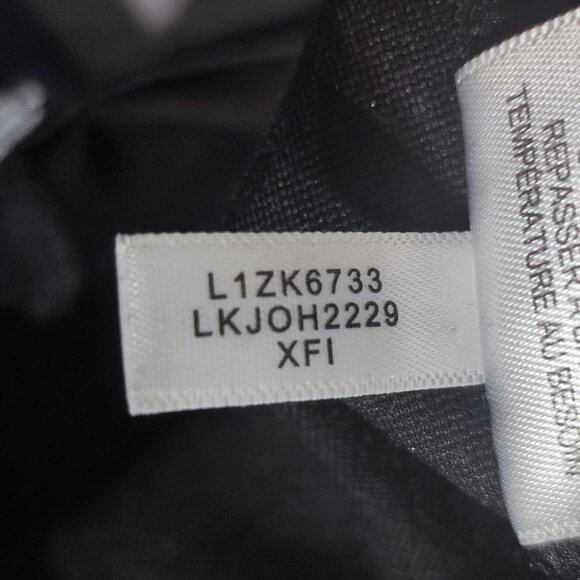 L1ZK6733
LKJOH2229
XFI
REPASSER
TEMPERATURE AU BESOIN